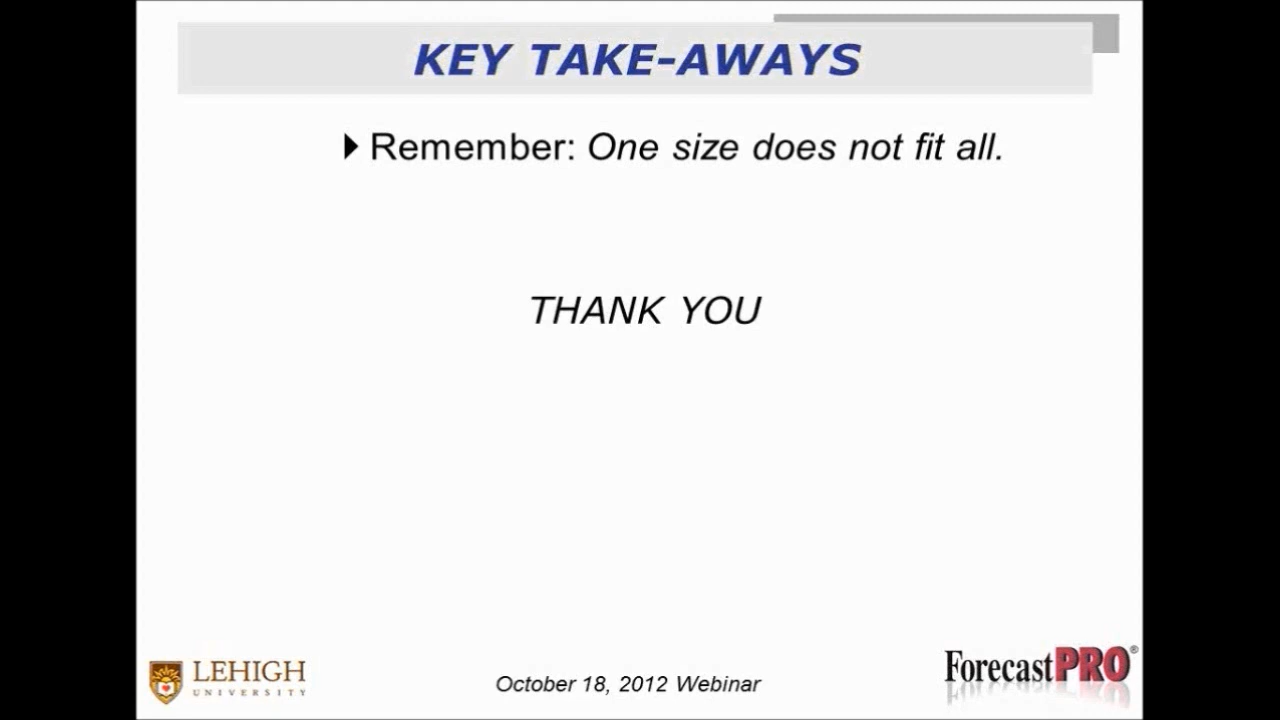 KEY TAKE-AWAYS
Remember: One size does not fit all.
THANK YOU
LEHIGH
UNIVERSITY
October 18, 2012 Webinar
ForecastPRO®